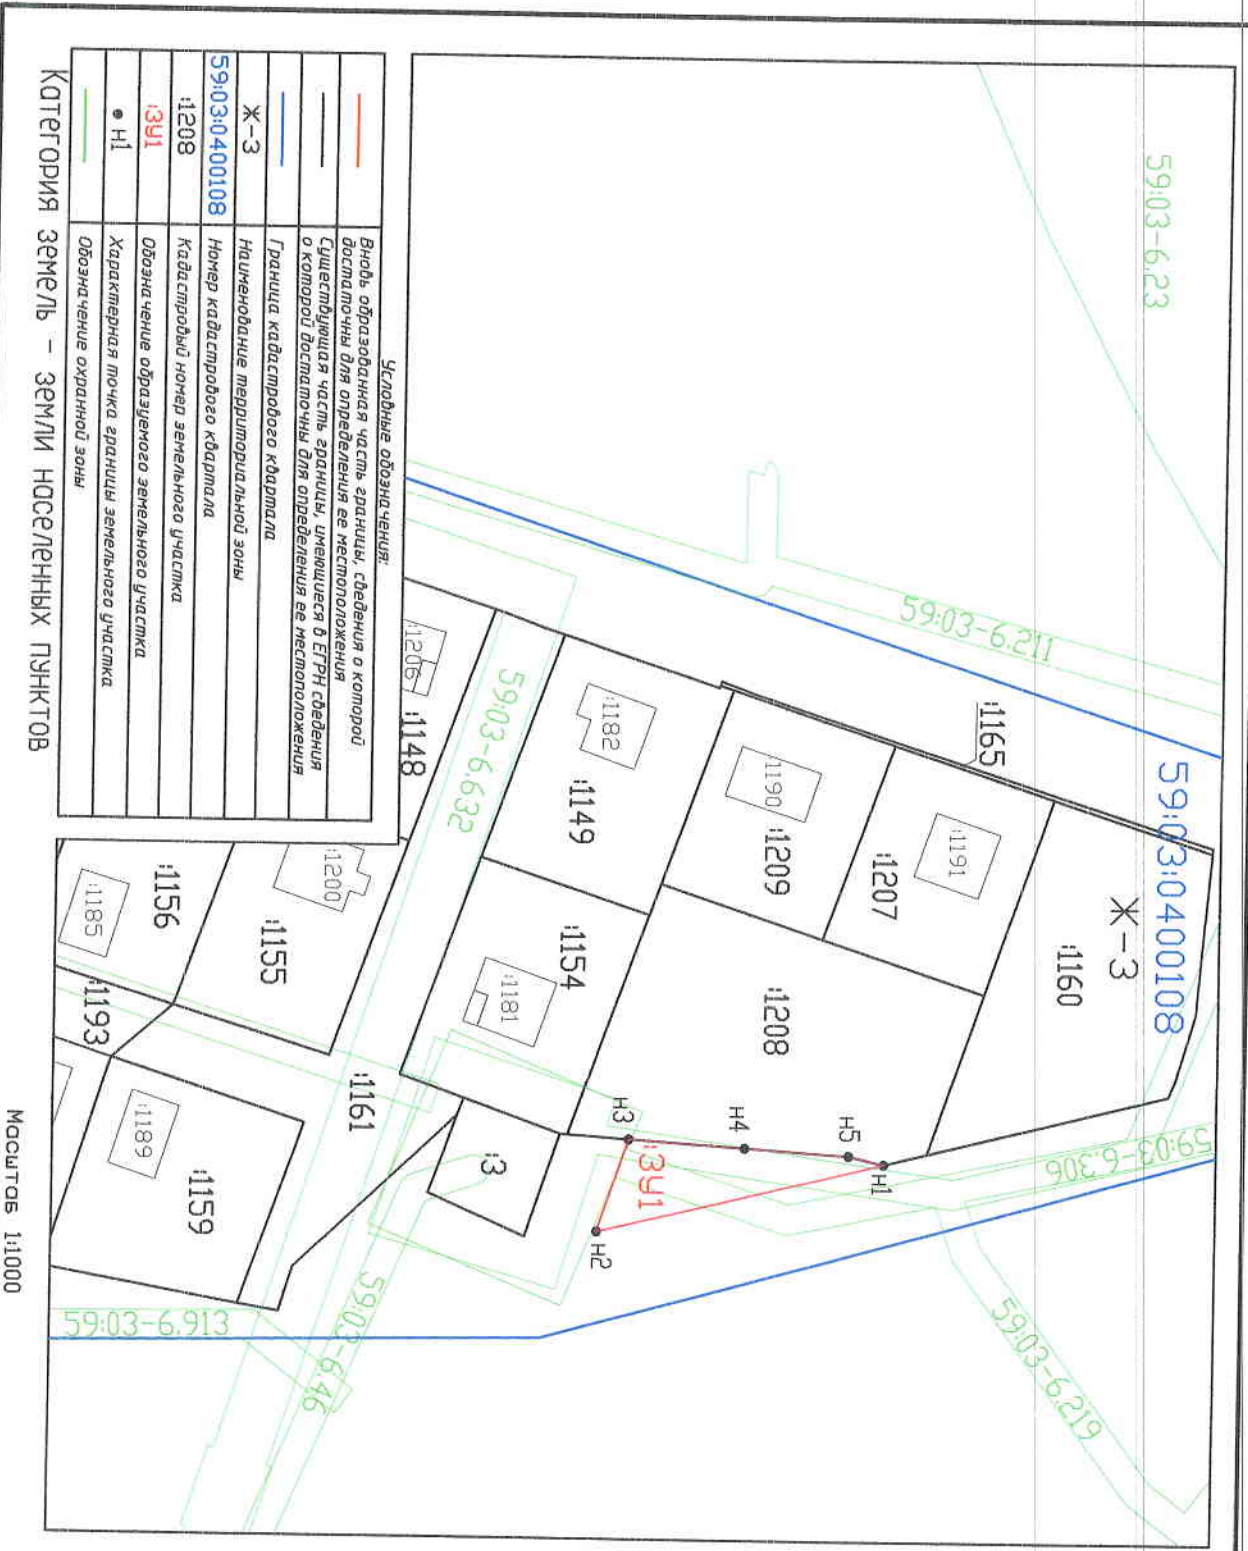 59:03-6.23
59:03:0400108
Ж-3
59:03-6.211
:1165
:1160
59:03-6.306
:1191
:1207
:1190
:1209
:1208
н5
н1
н4
59:03-6.219
:1182
:1149
:1154
н3
:ЗУ1
н2
:1181
59:03-6.632
:3
:1206
:1148
:1200
:1161
59:03-6.46
:1155
:1156
:1185
:1193
:1189
:1159
59:03-6.913
Условные обозначения:
Вновь образованная часть границы, сведения о которой
достаточны для определения ее местоположения
Существующая часть границы, имеющиеся в ЕГРН сведения
о которой достаточны для определения ее местоположения
Граница кадастрового квартала
Ж-3 Наименование территориальной зоны
59:03:0400108 Номер кадастрового квартала
:1208 Кадастровый номер земельного участка
:ЗУ1 Обозначение образуемого земельного участка
н1 Характерная точка границы земельного участка
Обозначение охранной зоны
Категория земель - земли населенных пунктов
Масштаб 1:1000